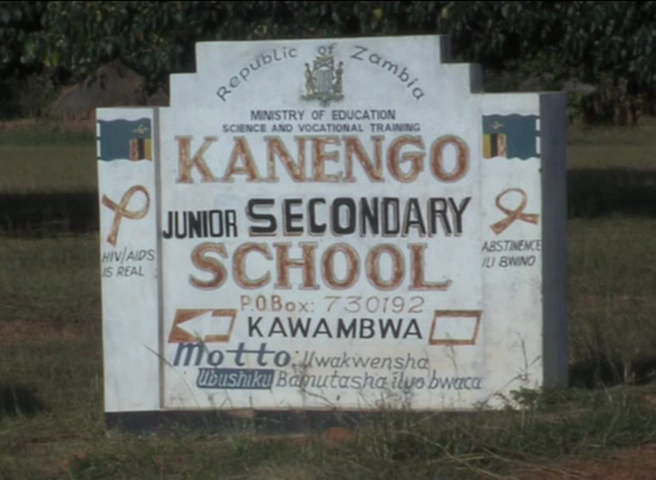 Republic of Zambia
MINISTRY OF EDUCATION
SCIENCE AND VOCATIONAL TRAINING
KANENGO
JUNIOR SECONDARY
SCHOOL
P.O.Box: 730192
KAWAMBWA
Motto: Uwakwensha
Ubushiku Bamutasha ilyo bwaca
HIV/AIDS
IS REAL
ABSTINENCE
ILI BWINO